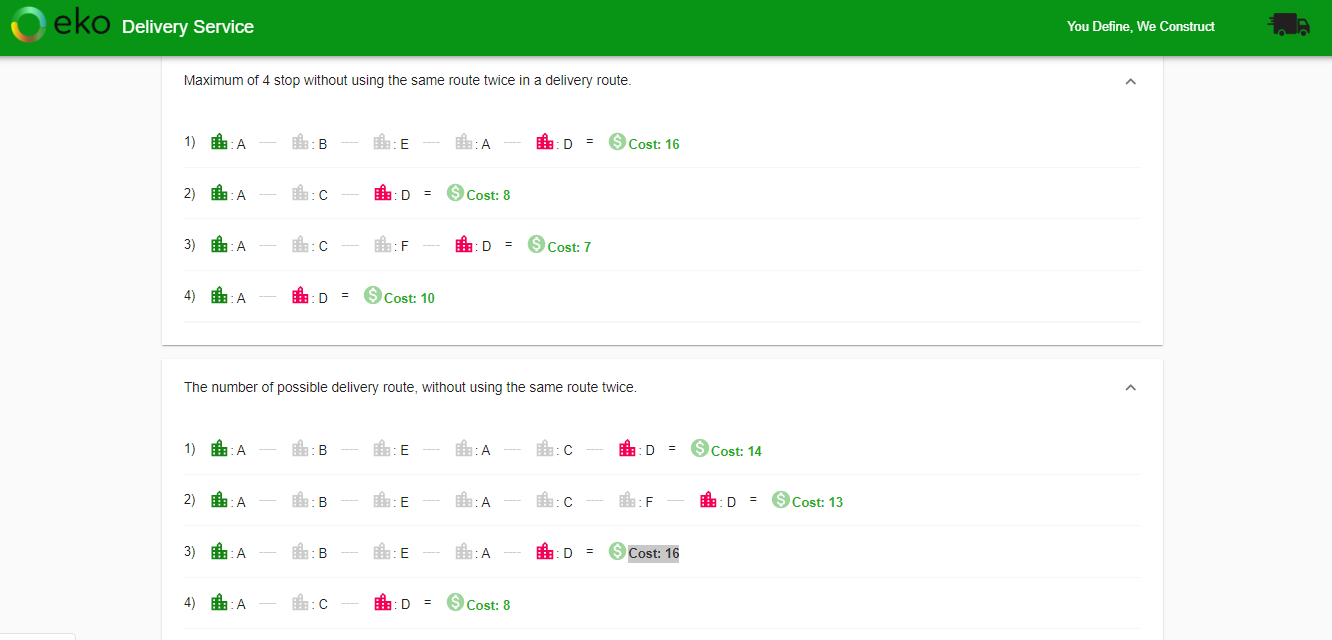 eko Delivery Service You Define, We Construct
Maximum of 4 stop without using the same route twice in a delivery route.
1) : A : B : E : A : D = $ Cost: 16
2) : A : C : D = $ Cost: 8
3) : A : C : F : D = $ Cost: 7
4) : A : D = $ Cost: 10
The number of possible delivery route, without using the same route twice.
1) : A : B : E : A : C : D = $ Cost: 14
2) : A : B : E : A : C : F : D = $ Cost: 13
3) : A : B : E : A : D = $ Cost: 16
4) : A : C : D = $ Cost: 8